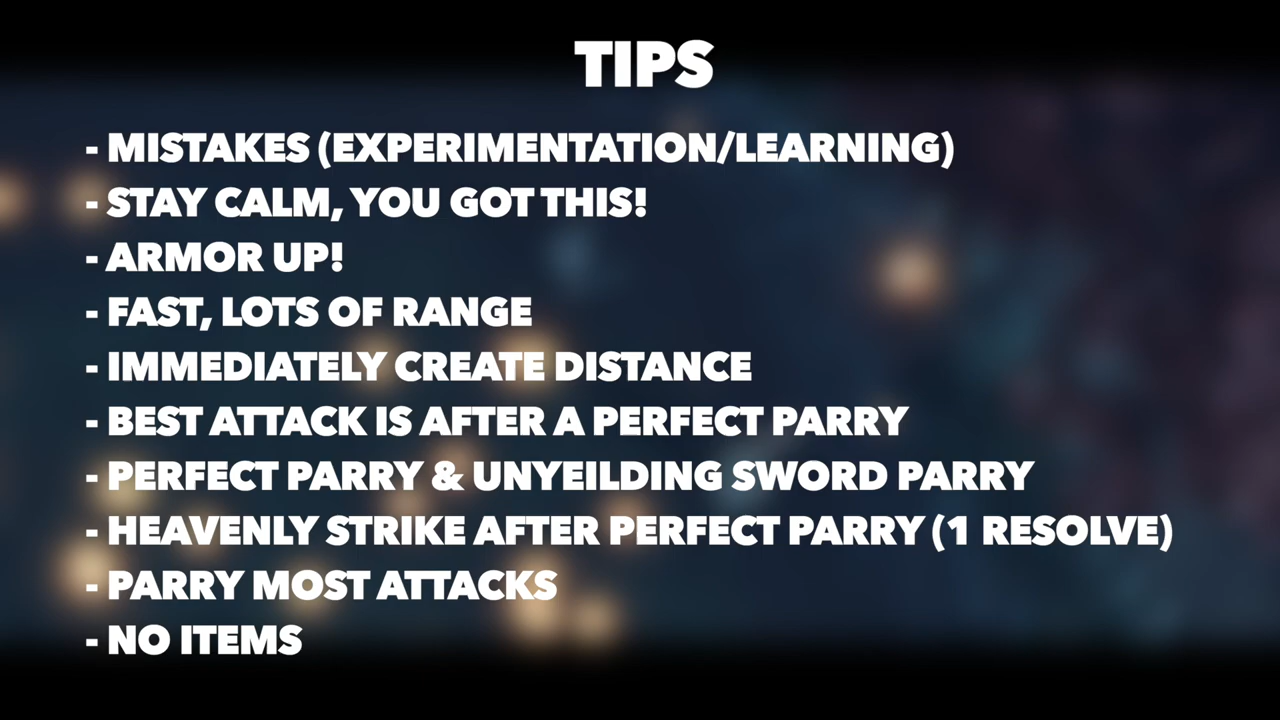 TIPS
- MISTAKES (EXPERIMENTATION/LEARNING)
- STAY CALM, YOU GOT THIS!
- ARMOR UP!
- FAST, LOTS OF RANGE
- IMMEDIATELY CREATE DISTANCE
- BEST ATTACK IS AFTER A PERFECT PARRY
- PERFECT PARRY & UNYEILDING SWORD PARRY
- HEAVENLY STRIKE AFTER PERFECT PARRY (1 RESOLVE)
- PARRY MOST ATTACKS
- NO ITEMS